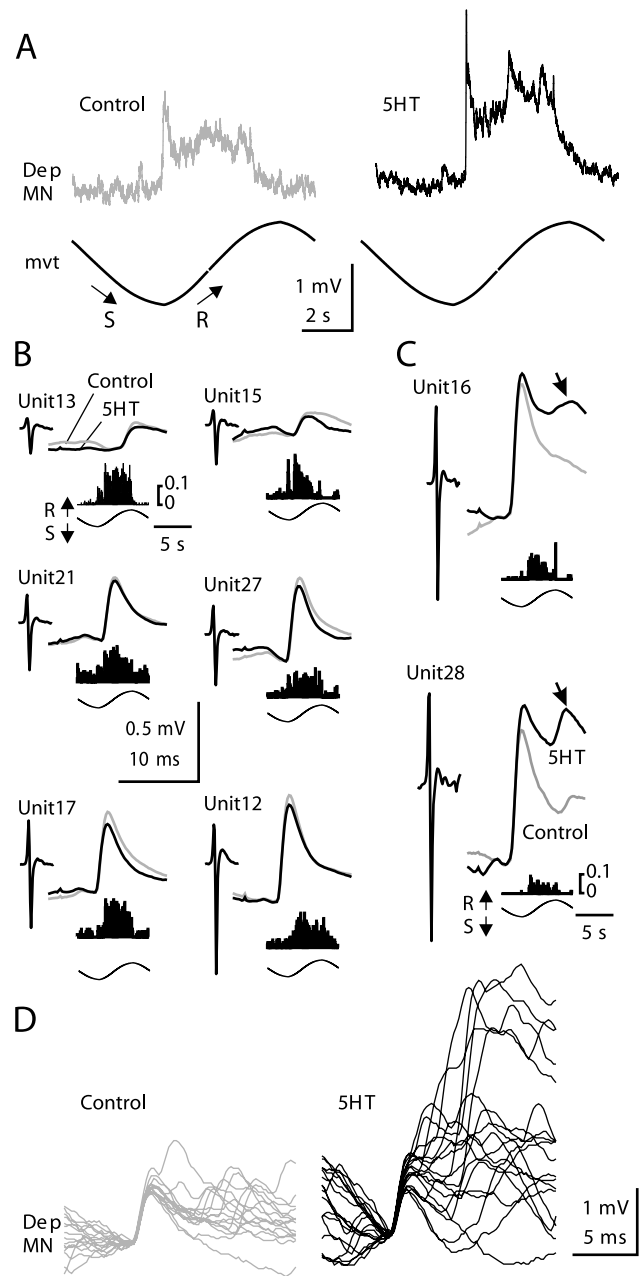 A
Control
5HT
Dep
MN
mvt
S
R
1 mV
2 s
B
Unit13
Control
5HT
Unit15
R
S
0.1
0
5 s
Unit21
Unit27
0.5 mV
10 ms
Unit17
Unit12
C
Unit16
Unit28
5HT
Control
R
S
0.1
0
5 s
D
Control
5HT
Dep
MN
1 mV
5 ms